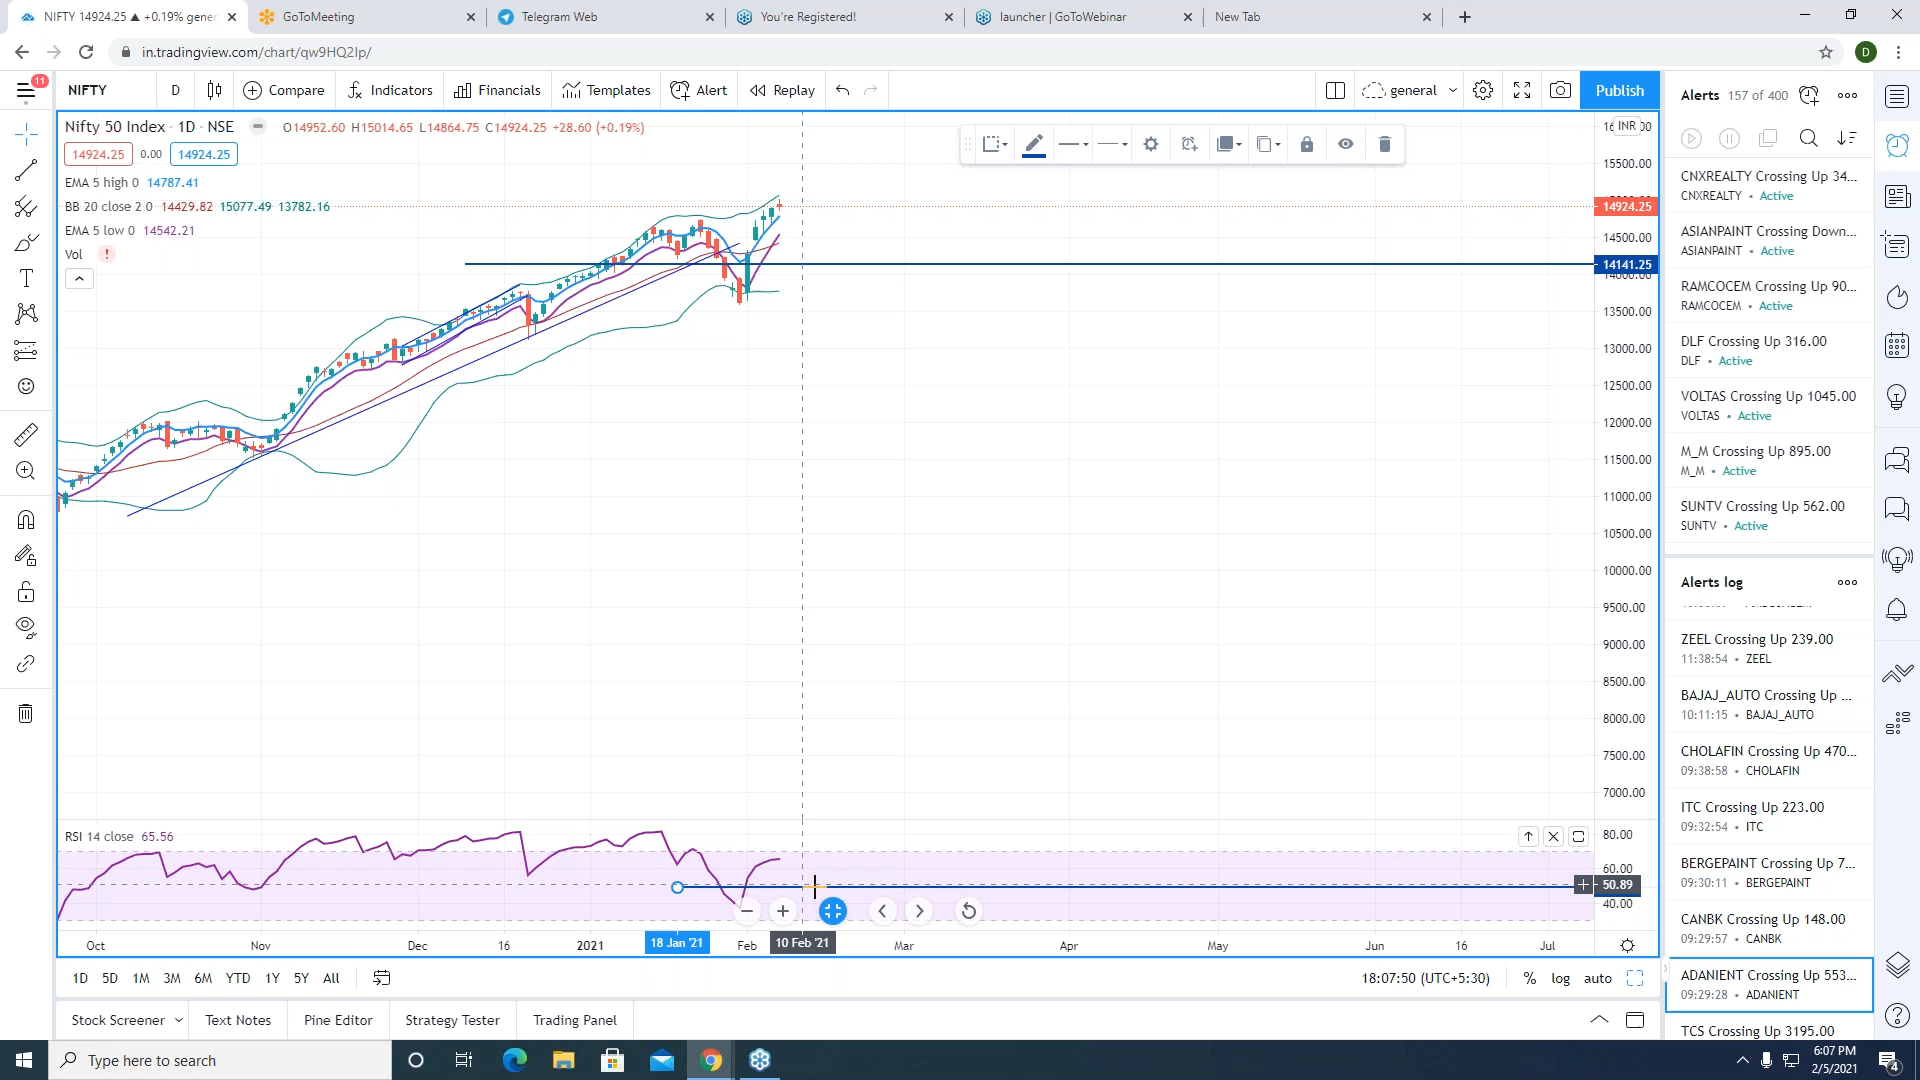 NIFTY 14924.25 ▲ +0.19% gener
GoToMeeting
Telegram Web
You're Registered!
launcher | GoToWebinar
New Tab
in.tradingview.com/chart/qw9HQ2Ip/
D
11
NIFTY
D
Compare
Indicators
Financials
Templates
Alert
Replay
general
Publish
Nifty 50 Index · 1D · NSE
O14952.60 H15014.65 L14864.75 C14924.25 +28.60 (+0.19%)
14924.25 0.00 14924.25
EMA 5 high 0 14787.41
BB 20 close 2 0 14429.82 15077.49 13782.16
EMA 5 low 0 14542.21
Vol !
INR
15500.00
14924.25
14500.00
14141.25
14000.00
13500.00
13000.00
12500.00
12000.00
11500.00
11000.00
10500.00
10000.00
9500.00
9000.00
8500.00
8000.00
7500.00
7000.00
RSI 14 close 65.56
80.00
60.00
50.89
40.00
Oct
Nov
Dec
16
2021
18 Jan '21
Feb
10 Feb '21
Mar
Apr
May
Jun
16
Jul
1D 5D 1M 3M 6M YTD 1Y 5Y All
18:07:50 (UTC+5:30)
% log auto
Stock Screener
Text Notes
Pine Editor
Strategy Tester
Trading Panel
Alerts 157 of 400
CNXREALTY Crossing Up 34...
CNXREALTY • Active
ASIANPAINT Crossing Down...
ASIANPAINT • Active
RAMCOCEM Crossing Up 90...
RAMCOCEM • Active
DLF Crossing Up 316.00
DLF • Active
VOLTAS Crossing Up 1045.00
VOLTAS • Active
M_M Crossing Up 895.00
M_M • Active
SUNTV Crossing Up 562.00
SUNTV • Active
Alerts log
ZEEL Crossing Up 239.00
11:38:54 • ZEEL
BAJAJ_AUTO Crossing Up ...
10:11:15 • BAJAJ_AUTO
CHOLAFIN Crossing Up 470...
09:38:58 • CHOLAFIN
ITC Crossing Up 223.00
09:32:54 • ITC
BERGEPAINT Crossing Up 7...
09:30:11 • BERGEPAINT
CANBK Crossing Up 148.00
09:29:57 • CANBK
ADANIENT Crossing Up 553...
09:29:28 • ADANIENT
TCS Crossing Up 3195.00
Type here to search
6:07 PM
2/5/2021
4